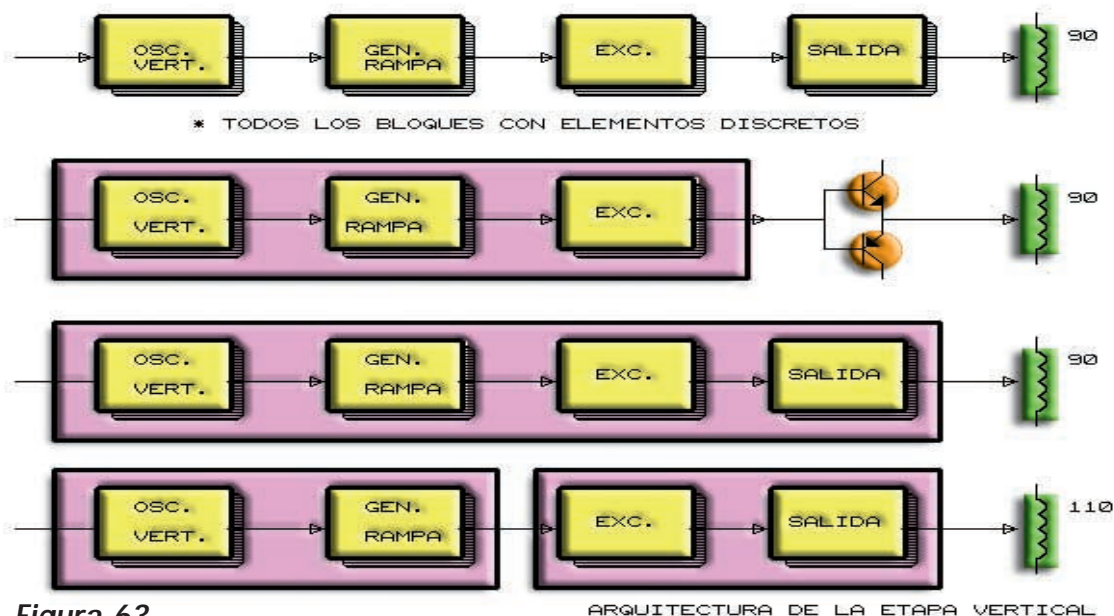 OSC. VERT.
GEN. RAMPA
EXC.
SALIDA
90
* TODOS LOS BLOQUES CON ELEMENTOS DISCRETOS
OSC. VERT.
GEN. RAMPA
EXC.
90
OSC. VERT.
GEN. RAMPA
EXC.
SALIDA
90
OSC. VERT.
GEN. RAMPA
EXC.
SALIDA
110
Figura 63
ARQUITECTURA DE LA ETAPA VERTICAL